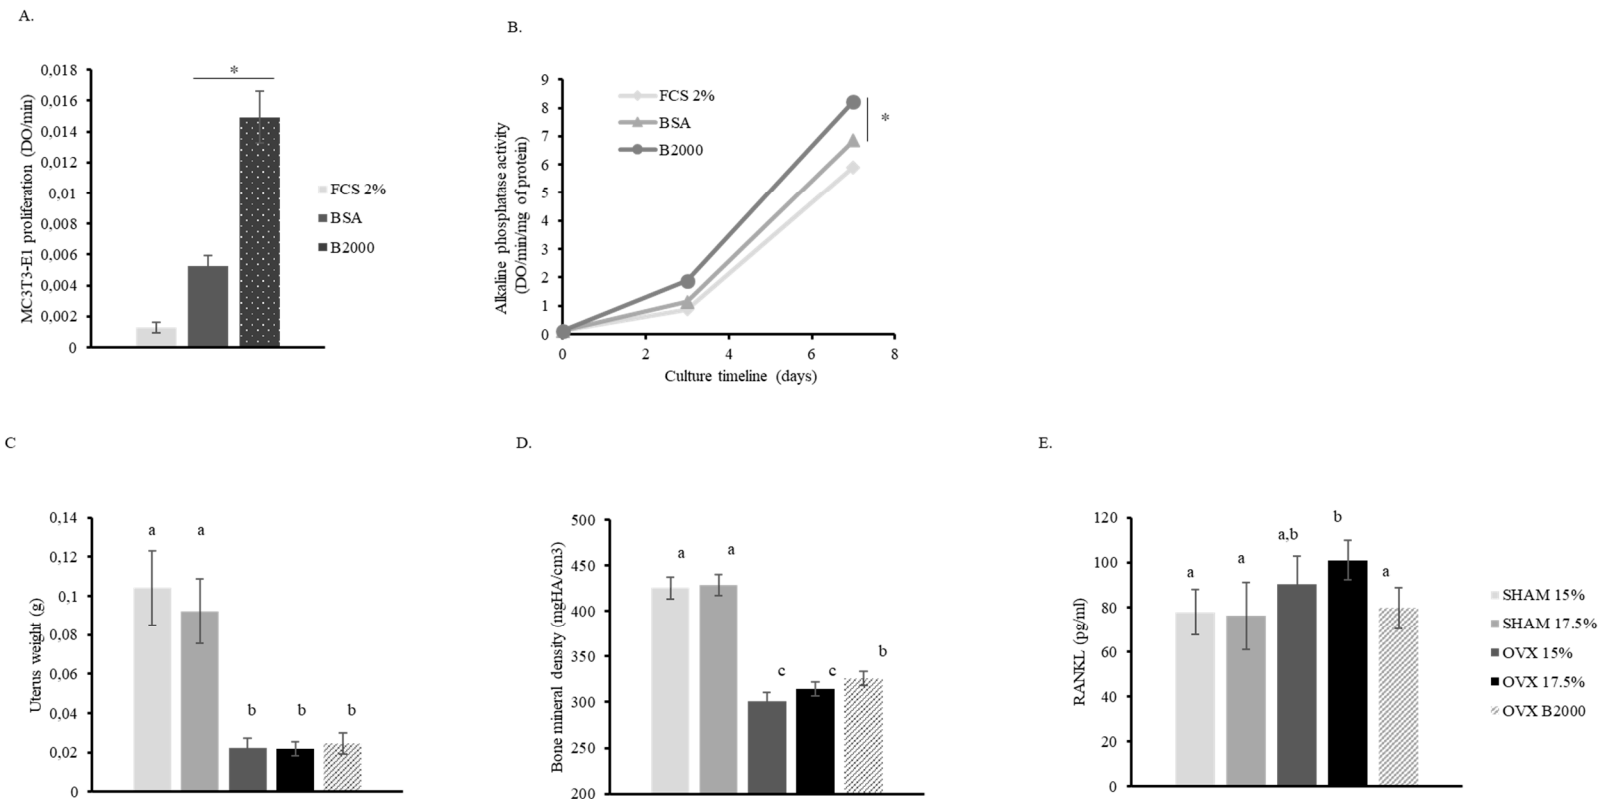 A.
MC3T3-E1 proliferation (DO/min)
0,018
0,016
0,014
0,012
0,01
0,008
0,006
0,004
0,002
0
*
FCS 2%
BSA
B2000
B.
Alkaline phosphatase activity
(DO/min/mg of protein)
9
8
7
6
5
4
3
2
1
0
FCS 2%
BSA
B2000
*
0 2 4 6 8
Culture timeline (days)
C
Uterus weight (g)
0,14
0,12
0,1
0,08
0,06
0,04
0,02
0
a a b b b
D.
Bone mineral density (mgHA/cm3)
500
450
400
350
300
250
200
a a c c b
E.
RANKL (pg/ml)
120
100
80
60
40
20
0
a a a,b b a
SHAM 15%
SHAM 17.5%
OVX 15%
OVX 17.5%
OVX B2000